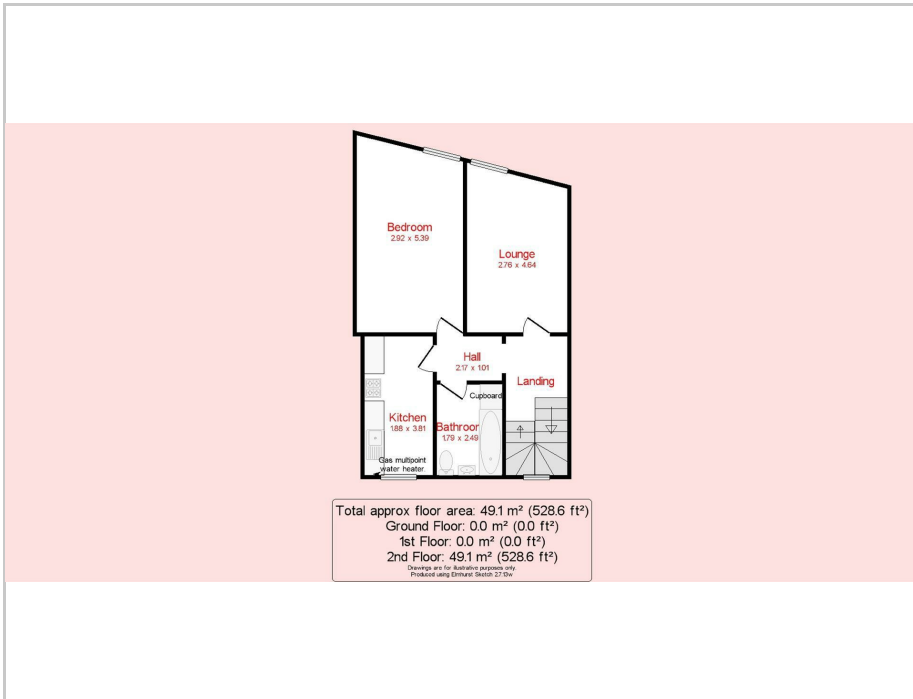 Bedroom
2.92 x 5.39
Lounge
2.76 x 4.64
Hall
2.17 x 1.01
Landing
Cupboard
Kitchen
1.88 x 3.81
Bathroom
1.79 x 2.49
Gas multipoint
water heater.
Total approx floor area: 49.1 m² (528.6 ft²)
Ground Floor: 0.0 m² (0.0 ft²)
1st Floor: 0.0 m² (0.0 ft²)
2nd Floor: 49.1 m² (528.6 ft²)
Drawings are for illustrative purposes only.
Produced using Elmhurst Sketch 2.7.13w